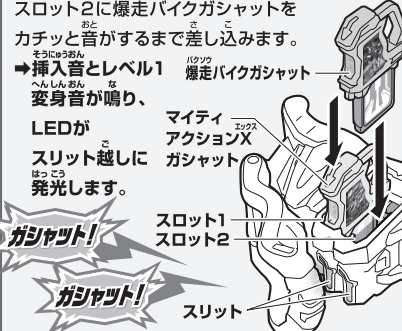 スロット2に爆走バイクガシャットを
カチッと音がするまで差し込みます。
➡挿入音とレベル1
変身音が鳴り、
LEDが
スリット越しに
発光します。
爆走バイクガシャット
マイティ
アクションX
ガシャット
スロット1
スロット2
ガシャット!
ガシャット!
スリット